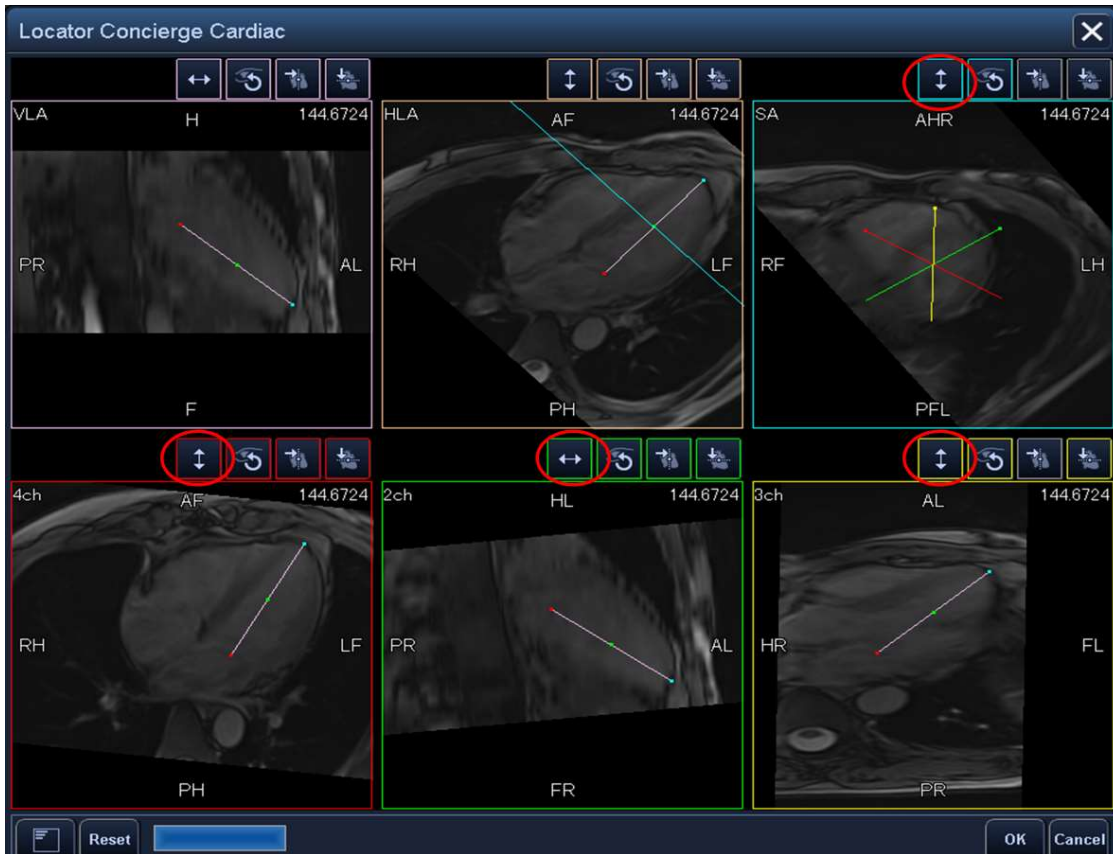 Locator Concierge Cardiac
VLA H 144.6724
PR AL
F
HLA AF 144.6724
RH LF
PH
SA AHR 144.6724
RF LH
PFL
4ch AF 144.6724
RH LF
PH
2ch HL 144.6724
PR AL
FR
3ch AL 144.6724
HR FL
PR
Reset OK Cancel